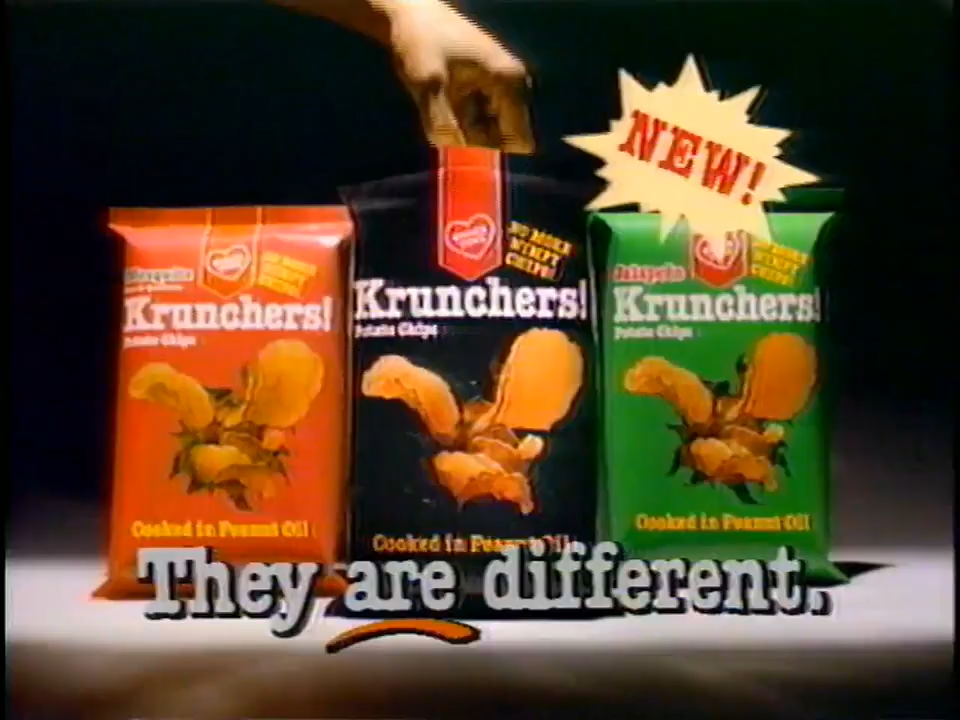 NEW!
NO MORE
WIMPY
CHIPS!
Krunchers!
Potato Chips
Cooked in Peanut Oil
Krunchers!
Potato Chips
Cooked in Peanut Oil
Jalapeño
Krunchers!
Potato Chips
Cooked in Peanut Oil
They are different.